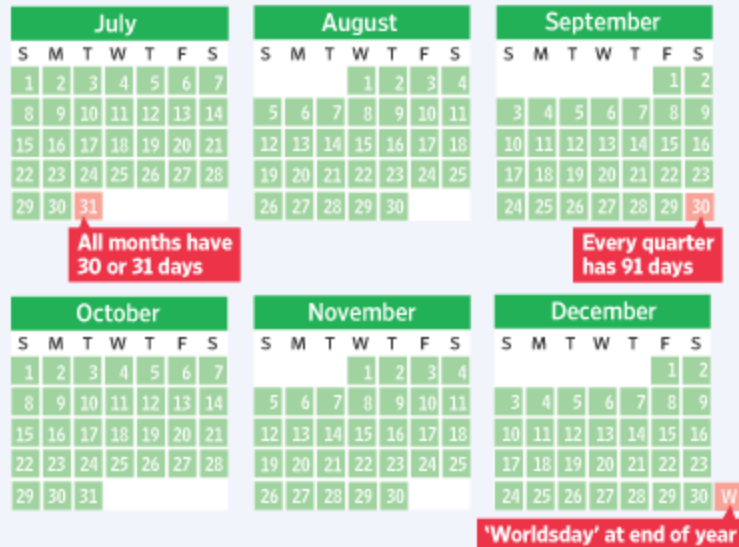 July August September
S M T W T F S S M T W T F S S M T W T F S
1 2 3 4 5 6 7 1 2 3 4 1 2
8 9 10 11 12 13 14 5 6 7 8 9 10 11 3 4 5 6 7 8 9
15 16 17 18 19 20 21 12 13 14 15 16 17 18 10 11 12 13 14 15 16
22 23 24 25 26 27 28 19 20 21 22 23 24 25 17 18 19 20 21 22 23
29 30 31 26 27 28 29 30 24 25 26 27 28 29 30
All months have
30 or 31 days
Every quarter
has 91 days
October November December
S M T W T F S S M T W T F S S M T W T F S
1 2 3 4 5 6 7 1 2 3 4 1 2
8 9 10 11 12 13 14 5 6 7 8 9 10 11 3 4 5 6 7 8 9
15 16 17 18 19 20 21 12 13 14 15 16 17 18 10 11 12 13 14 15 16
22 23 24 25 26 27 28 19 20 21 22 23 24 25 17 18 19 20 21 22 23
29 30 31 26 27 28 29 30 24 25 26 27 28 29 30 W
'Worldsday' at end of year